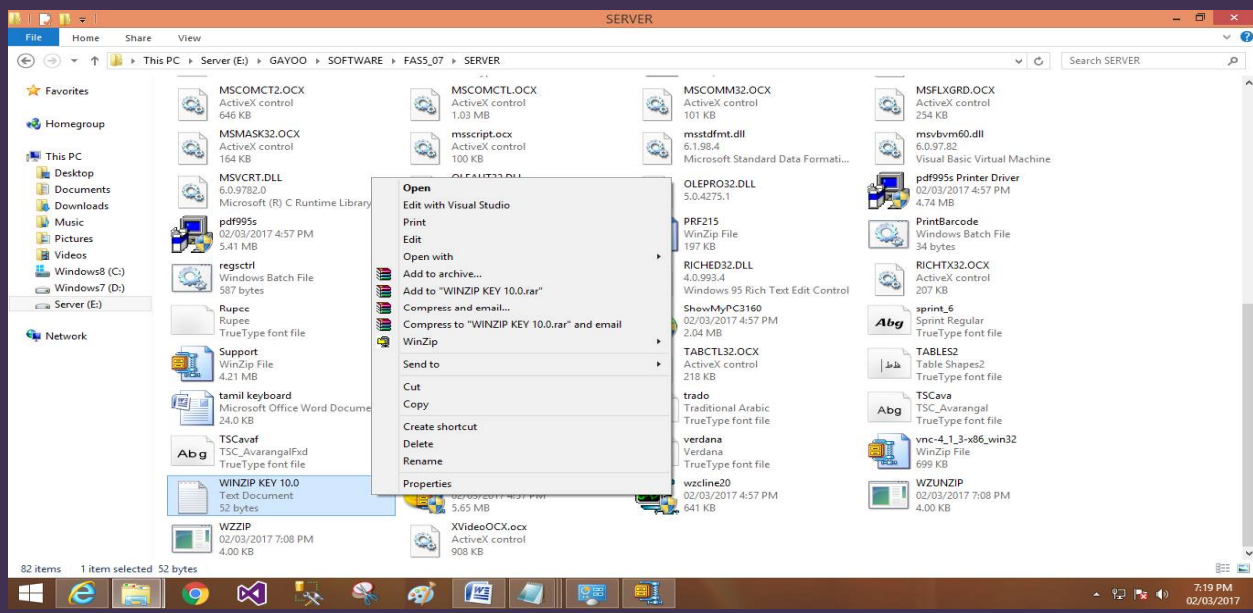 SERVER
File Home Share View
This PC Server (E:) GAYOO SOFTWARE FAS5_07 SERVER
Search SERVER
Favorites
Homegroup
This PC
Desktop
Documents
Downloads
Music
Pictures
Videos
Windows8 (C:)
Windows7 (D:)
Server (E:)
Network
MSCOMCT2.OCX
ActiveX control
646 KB
MSCOMCTL.OCX
ActiveX control
1.03 MB
MSCOMM32.OCX
ActiveX control
101 KB
MSFLXGRD.OCX
ActiveX control
254 KB
MSMASK32.OCX
ActiveX control
164 KB
msscript.ocx
ActiveX control
100 KB
msstdfmt.dll
6.1.98.4
Microsoft Standard Data Formati...
msvbvm60.dll
6.0.97.82
Visual Basic Virtual Machine
MSVCRT.DLL
6.0.9782.0
Microsoft (R) C Runtime Library
OLEAUT32.DLL
OLEPRO32.DLL
5.0.4275.1
pdf995s Printer Driver
02/03/2017 4:57 PM
4.74 MB
pdf995s
02/03/2017 4:57 PM
5.41 MB
PRF215
WinZip File
197 KB
PrintBarcode
Windows Batch File
34 bytes
regsctrl
Windows Batch File
587 bytes
RICHED32.DLL
4.0.993.4
Windows 95 Rich Text Edit Control
RICHTX32.OCX
ActiveX control
207 KB
Rupee
Rupee
TrueType font file
ShowMyPC3160
02/03/2017 4:57 PM
2.04 MB
Abg
sprint_6
Sprint Regular
TrueType font file
Support
WinZip File
4.21 MB
TABCTL32.OCX
ActiveX control
218 KB
TABLES2
Table Shapes2
TrueType font file
tamil keyboard
Microsoft Office Word Docume
24.0 KB
trado
Traditional Arabic
TrueType font file
Abg
TSCava
TSC_Avarangal
TrueType font file
Abg
TSCavaf
TSC_AvarangalFxd
TrueType font file
verdana
Verdana
TrueType font file
vnc-4_1_3-x86_win32
WinZip File
699 KB
WINZIP KEY 10.0
Text Document
52 bytes
02/03/2017 4:57 PM
5.65 MB
wzcline20
02/03/2017 4:57 PM
641 KB
WZUNZIP
02/03/2017 7:08 PM
4.00 KB
WZZIP
02/03/2017 7:08 PM
4.00 KB
XVideoOCX.ocx
ActiveX control
908 KB
Open
Edit with Visual Studio
Print
Edit
Open with
Add to archive...
Add to "WINZIP KEY 10.0.rar"
Compress and email...
Compress to "WINZIP KEY 10.0.rar" and email
WinZip
Send to
Cut
Copy
Create shortcut
Delete
Rename
Properties
82 items 1 item selected 52 bytes
7:19 PM
02/03/2017